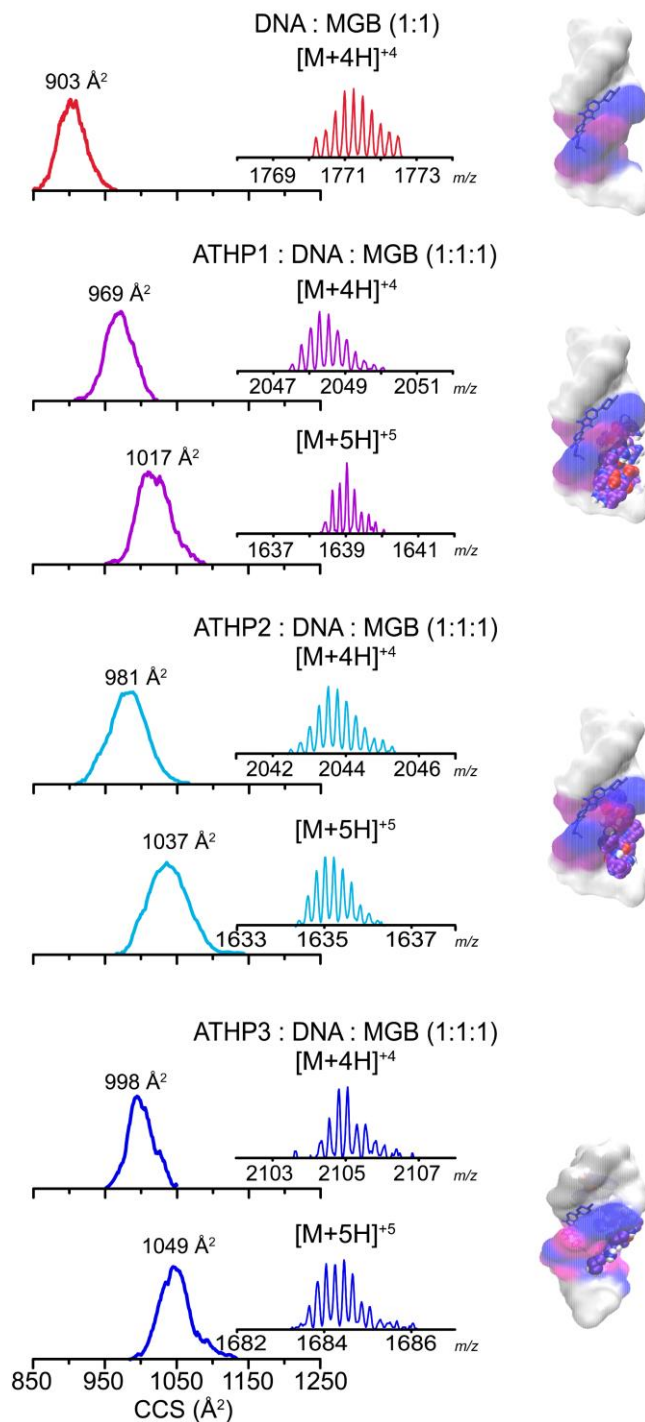 DNA : MGB (1:1)
[M+4H]+4
903 Å2
1769 1771 1773 m/z
ATHP1 : DNA : MGB (1:1:1)
[M+4H]+4
969 Å2
2047 2049 2051 m/z
[M+5H]+5
1017 Å2
1637 1639 1641 m/z
ATHP2 : DNA : MGB (1:1:1)
[M+4H]+4
981 Å2
2042 2044 2046 m/z
[M+5H]+5
1037 Å2
1633 1635 1637 m/z
ATHP3 : DNA : MGB (1:1:1)
[M+4H]+4
998 Å2
2103 2105 2107 m/z
[M+5H]+5
1049 Å2
1682 1684 1686 m/z
850 950 1050 1150 1250
CCS (Å2)